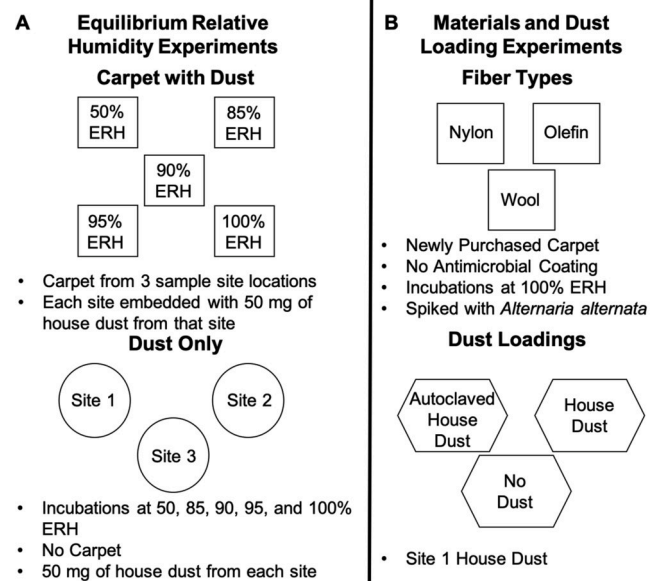 A
Equilibrium Relative
Humidity Experiments
Carpet with Dust
50%
ERH
85%
ERH
90%
ERH
95%
ERH
100%
ERH
• Carpet from 3 sample site locations
• Each site embedded with 50 mg of
house dust from that site
Dust Only
Site 1
Site 2
Site 3
• Incubations at 50, 85, 90, 95, and 100%
ERH
• No Carpet
• 50 mg of house dust from each site
B
Materials and Dust
Loading Experiments
Fiber Types
Nylon
Olefin
Wool
• Newly Purchased Carpet
• No Antimicrobial Coating
• Incubations at 100% ERH
• Spiked with Alternaria alternata
Dust Loadings
Autoclaved
House
Dust
House
Dust
No
Dust
• Site 1 House Dust